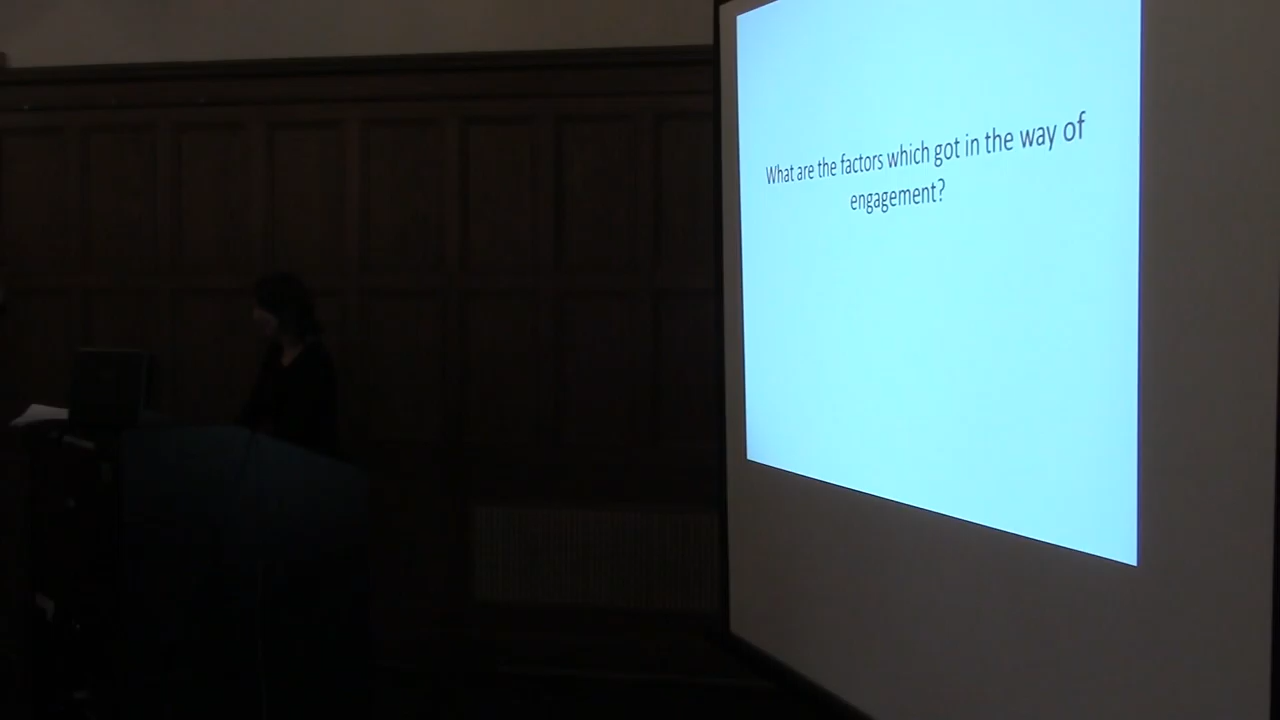 What are the factors which got in the way of
engagement?